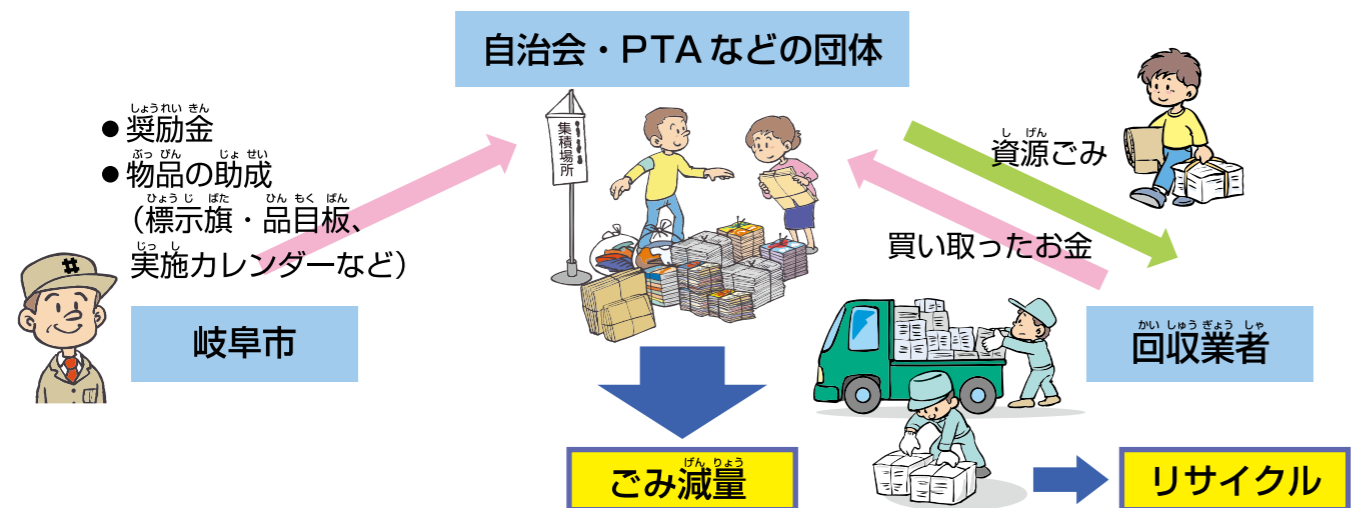 自治会・PTAなどの団体
しょうれい きん
●奨励金
ぶっ ぴん じょ せい
●物品の助成
ひょう じ ばた ひん もく ばん
（標示旗・品目板、
じっ し
実施カレンダーなど）
岐阜市
集積場所
し げん
資源ごみ
買い取ったお金
かい しゅう ぎょう しゃ
回収業者
げん りょう
ごみ減量
リサイクル